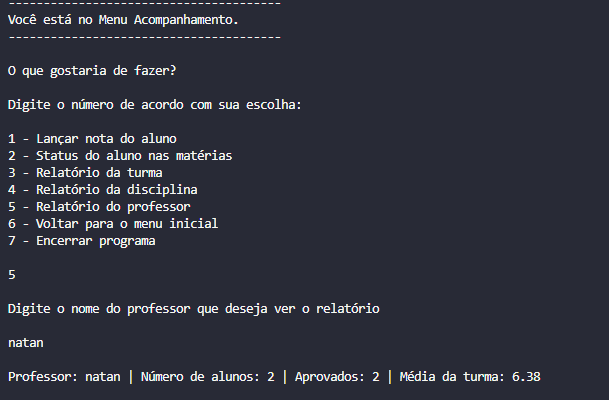 ---------------------------------------
Você está no Menu Acompanhamento.
---------------------------------------
O que gostaria de fazer?
Digite o número de acordo com sua escolha:
1 - Lançar nota do aluno
2 - Status do aluno nas matérias
3 - Relatório da turma
4 - Relatório da disciplina
5 - Relatório do professor
6 - Voltar para o menu inicial
7 - Encerrar programa
5
Digite o nome do professor que deseja ver o relatório
natan
Professor: natan | Número de alunos: 2 | Aprovados: 2 | Média da turma: 6.38